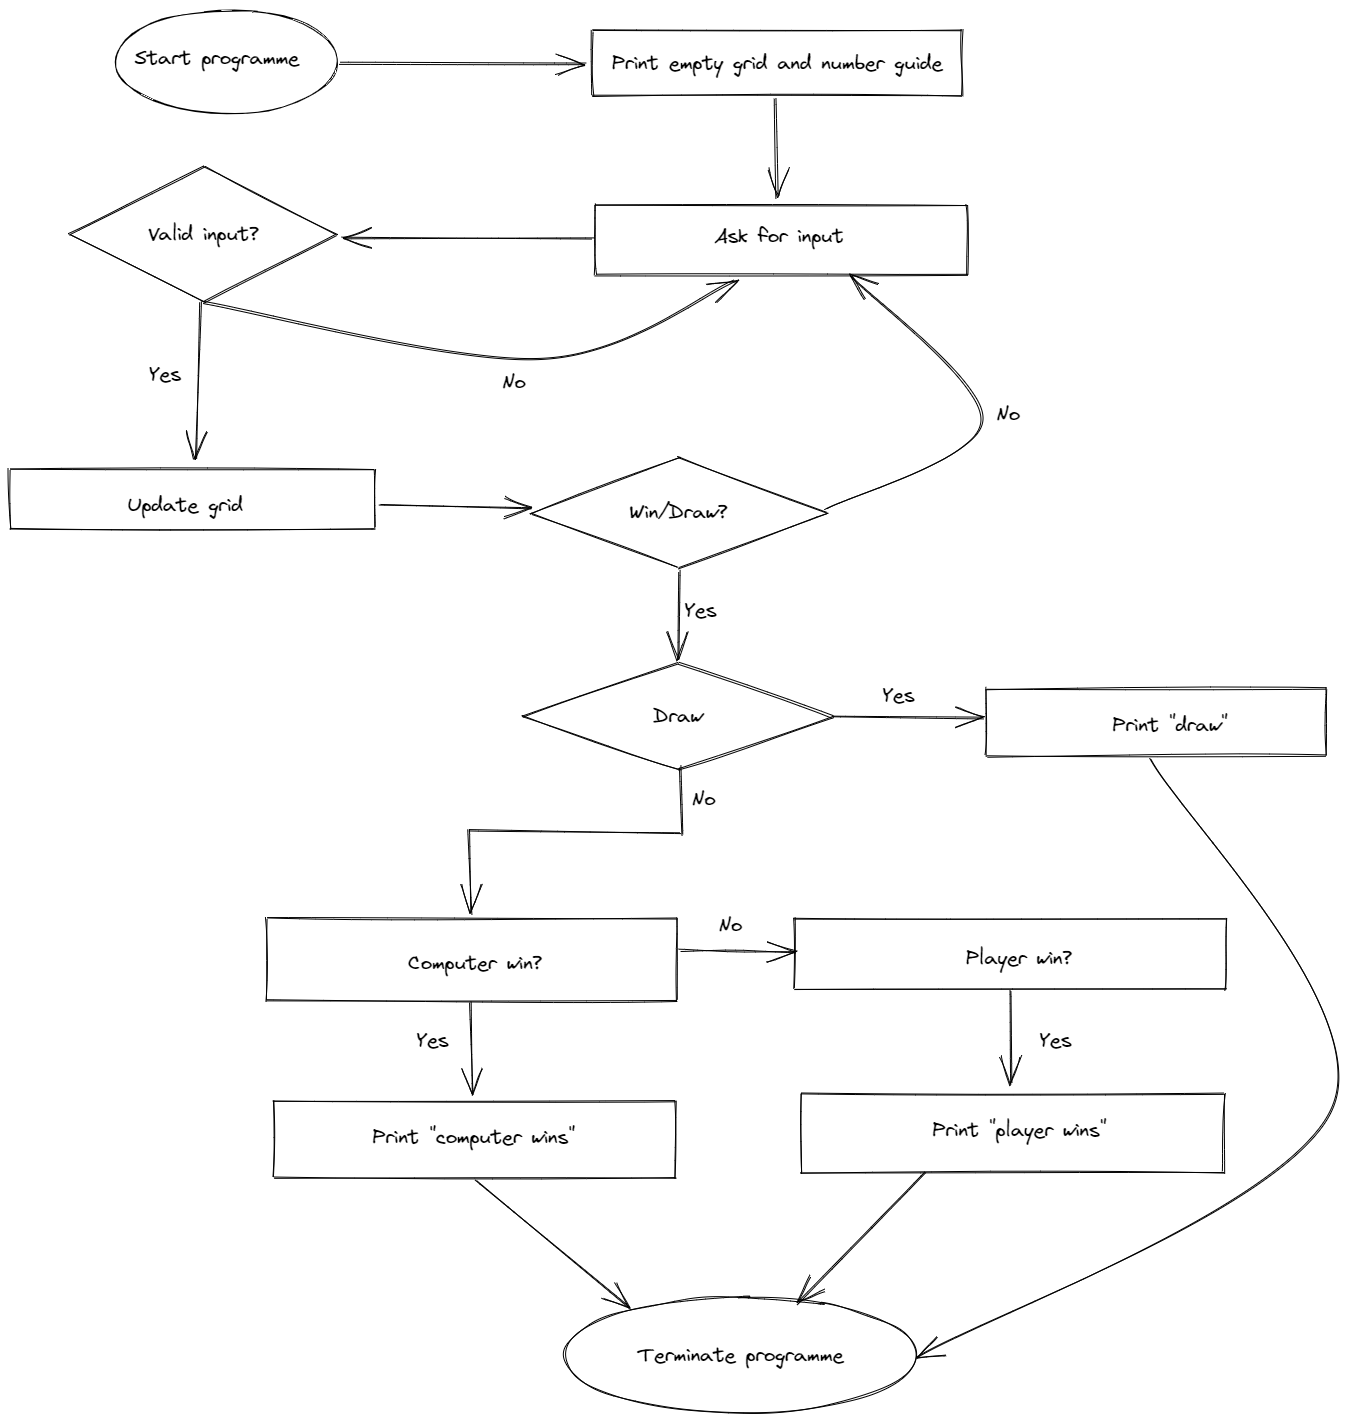 Start programme
Print empty grid and number guide
Valid input?
Ask for input
Yes
No
No
Update grid
Win/Draw?
Yes
Draw
Yes
Print "draw"
No
Computer win?
No
Player win?
Yes
Yes
Print "computer wins"
Print "player wins"
Terminate programme